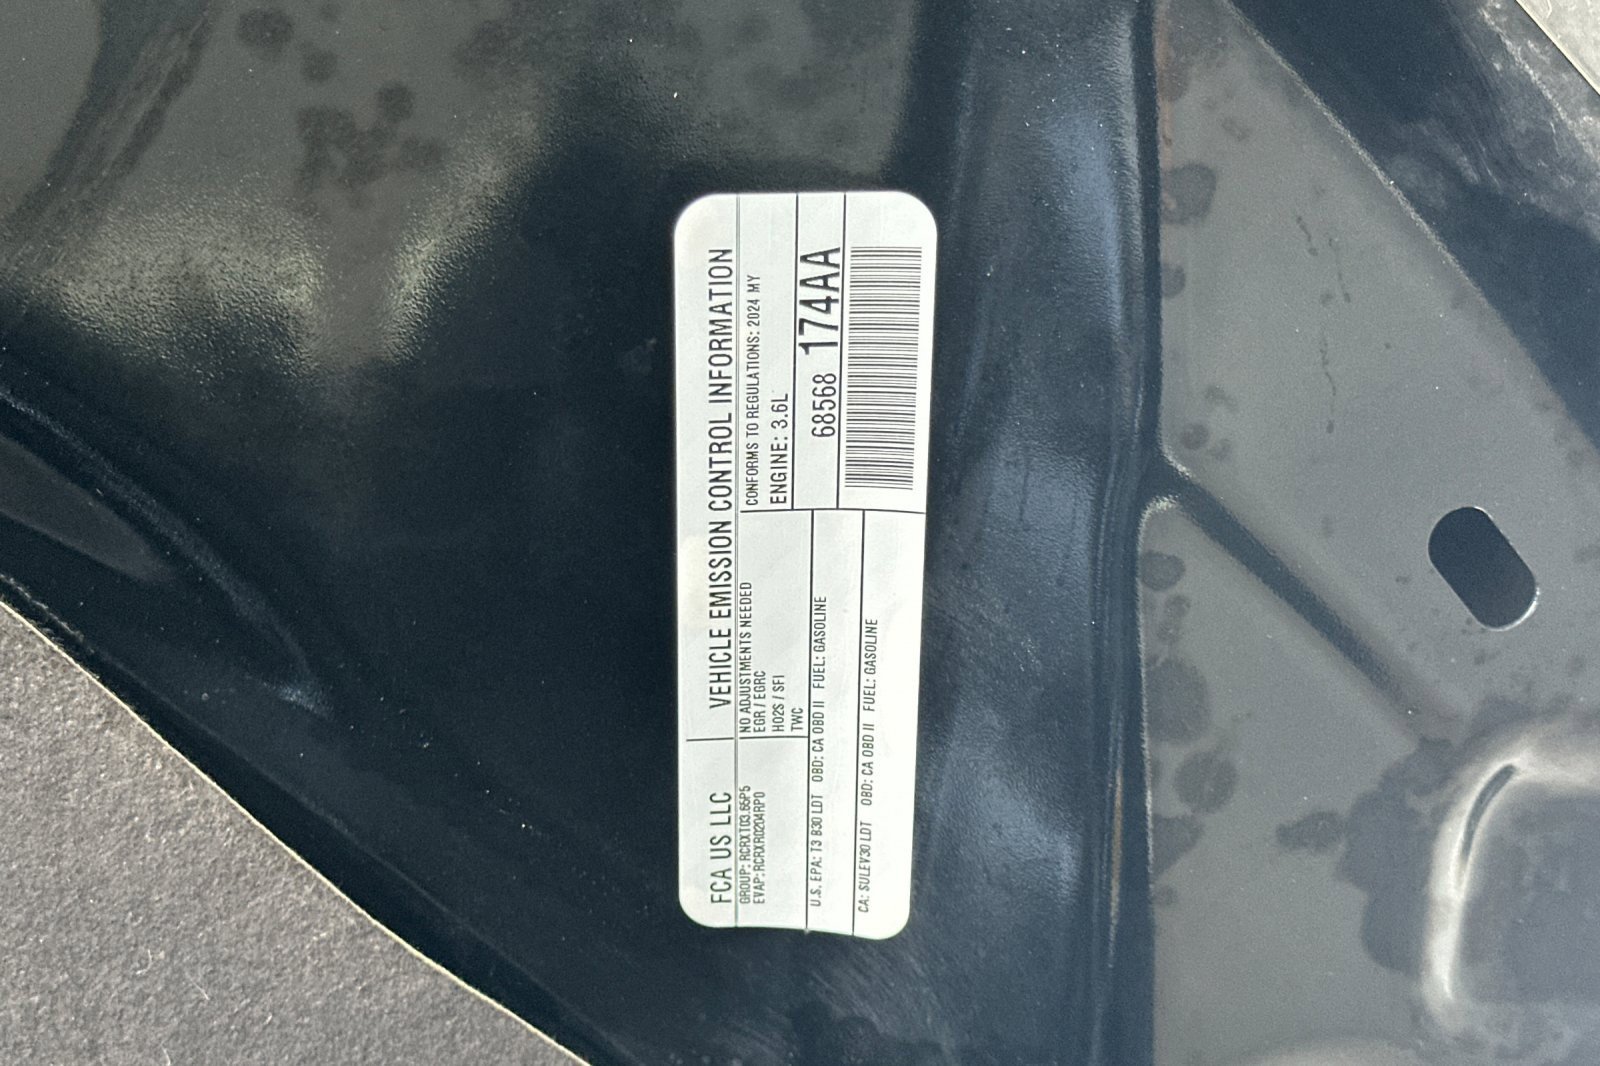 FCA US LLC VEHICLE EMISSION CONTROL INFORMATION
GROUP: RCRXT03.65P5
EVAP: RCRXR0204RP0
NO ADJUSTMENTS NEEDED
EGR / EGRC
HO2S / SFI
TWC
CONFORMS TO REGULATIONS: 2024 MY
ENGINE: 3.6L
U.S. EPA: T3 B30 LDT OBD: CA OBD II FUEL: GASOLINE
CA: SULEV30 LDT OBD: CA OBD II FUEL: GASOLINE
68568 174AA